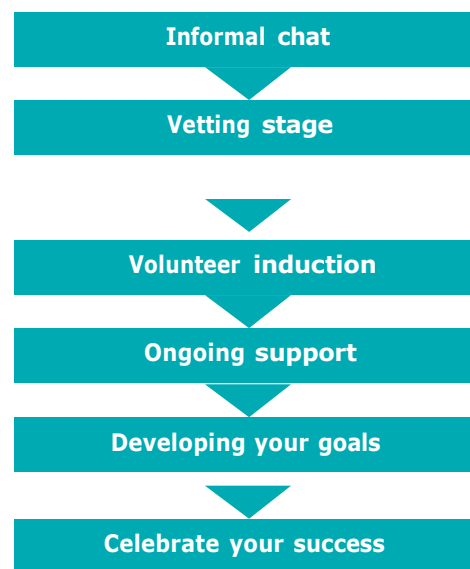 Informal chat
Vetting stage
Volunteer induction
Ongoing support
Developing your goals
Celebrate your success